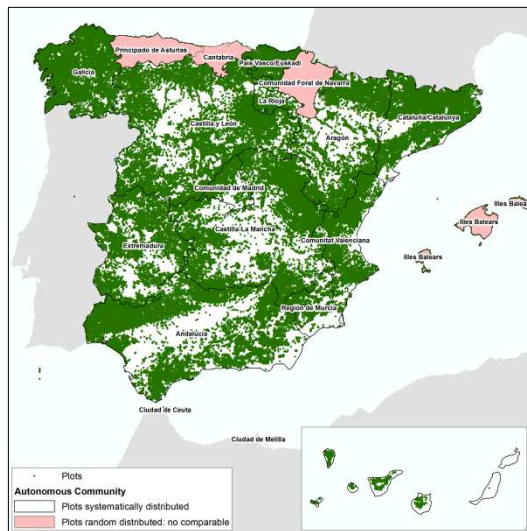 Principado de Asturias
Cantabria
País Vasco/Euskadi
Galicia
Comunidad Foral de Navarra
La Rioja
Cataluña/Catalunya
Castilla y León
Aragón
Comunidad de Madrid
Illes Balears
Illes Balears
Castilla-La Mancha
Extremadura
Comunitat Valenciana
Región de Murcia
Andalucía
Ciudad de Ceuta
Ciudad de Melilla
Plots
Autonomous Community
Plots systematically distributed
Plots random distributed: no comparable